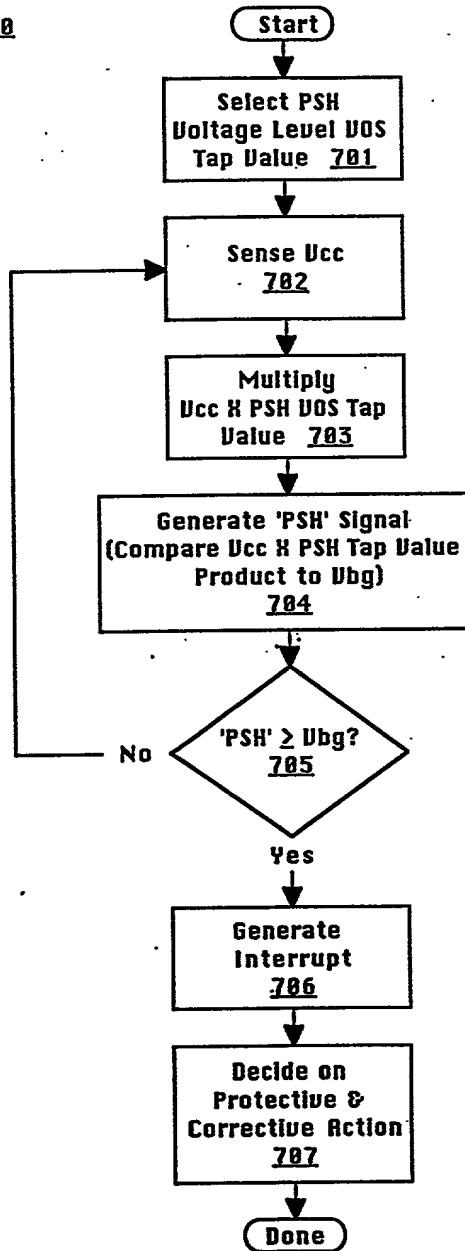 0
Start
Select PSH
Voltage Level VOS
Tap Value 701
Sense Vcc
702
Multiply
Vcc X PSH VOS Tap
Value 703
Generate 'PSH' Signal
(Compare Vcc X PSH Tap Value
Product to Vbg)
704
'PSH' ≥ Vbg?
705
No
Yes
Generate
Interrupt
706
Decide on
Protective &
Corrective Action
707
Done